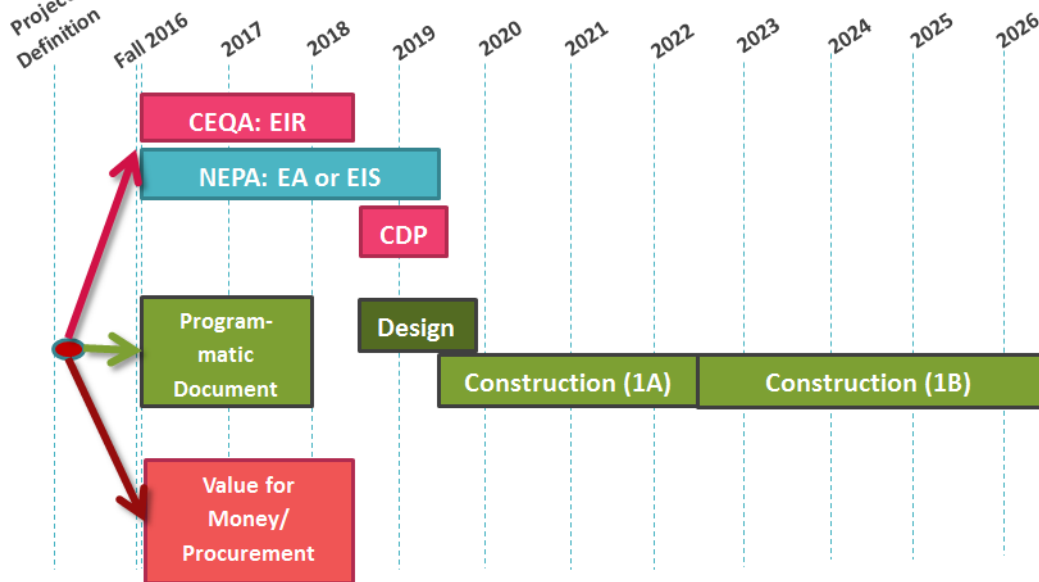 Project
Definition
Fall 2016
2017
2018
2019
2020
2021
2022
2023
2024
2025
2026
CEQA: EIR
NEPA: EA or EIS
CDP
Program-
matic
Document
Design
Construction (1A)
Construction (1B)
Value for
Money/
Procurement